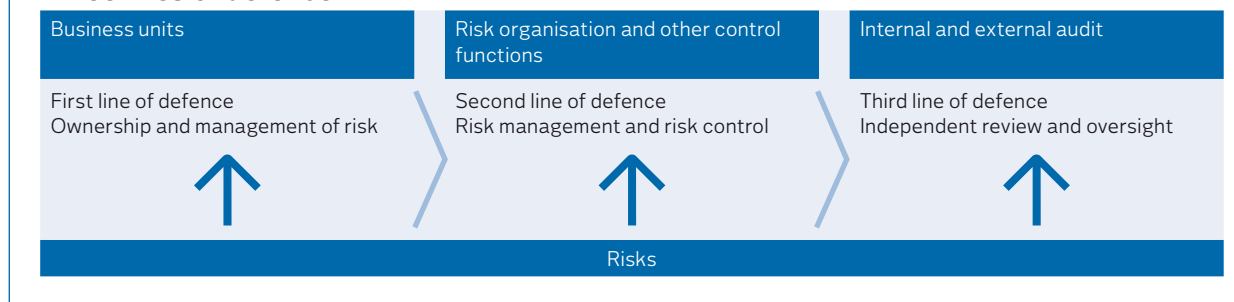 Business units
First line of defence
Ownership and management of risk
Risk organisation and other control
functions
Second line of defence
Risk management and risk control
Internal and external audit
Third line of defence
Independent review and oversight
Risks